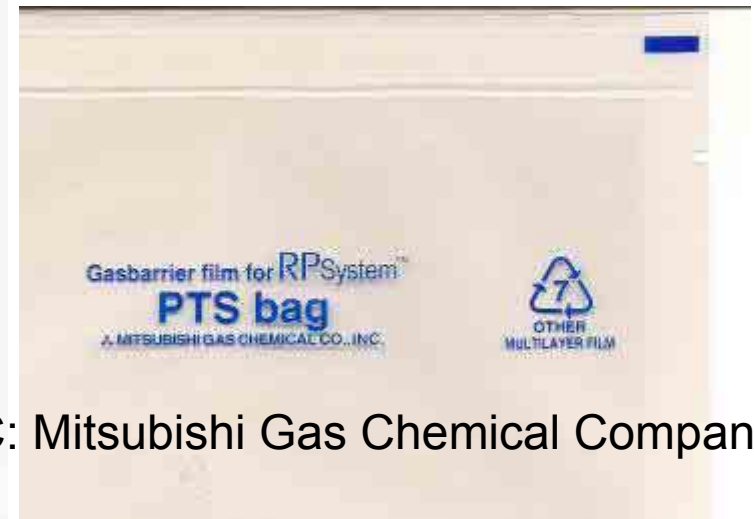 Gasbarrier film for RPSystem™
PTS bag
MITSUBISHI GAS CHEMICAL CO., INC.
7
OTHER
MULTILAYER FILM
C: Mitsubishi Gas Chemical Compan